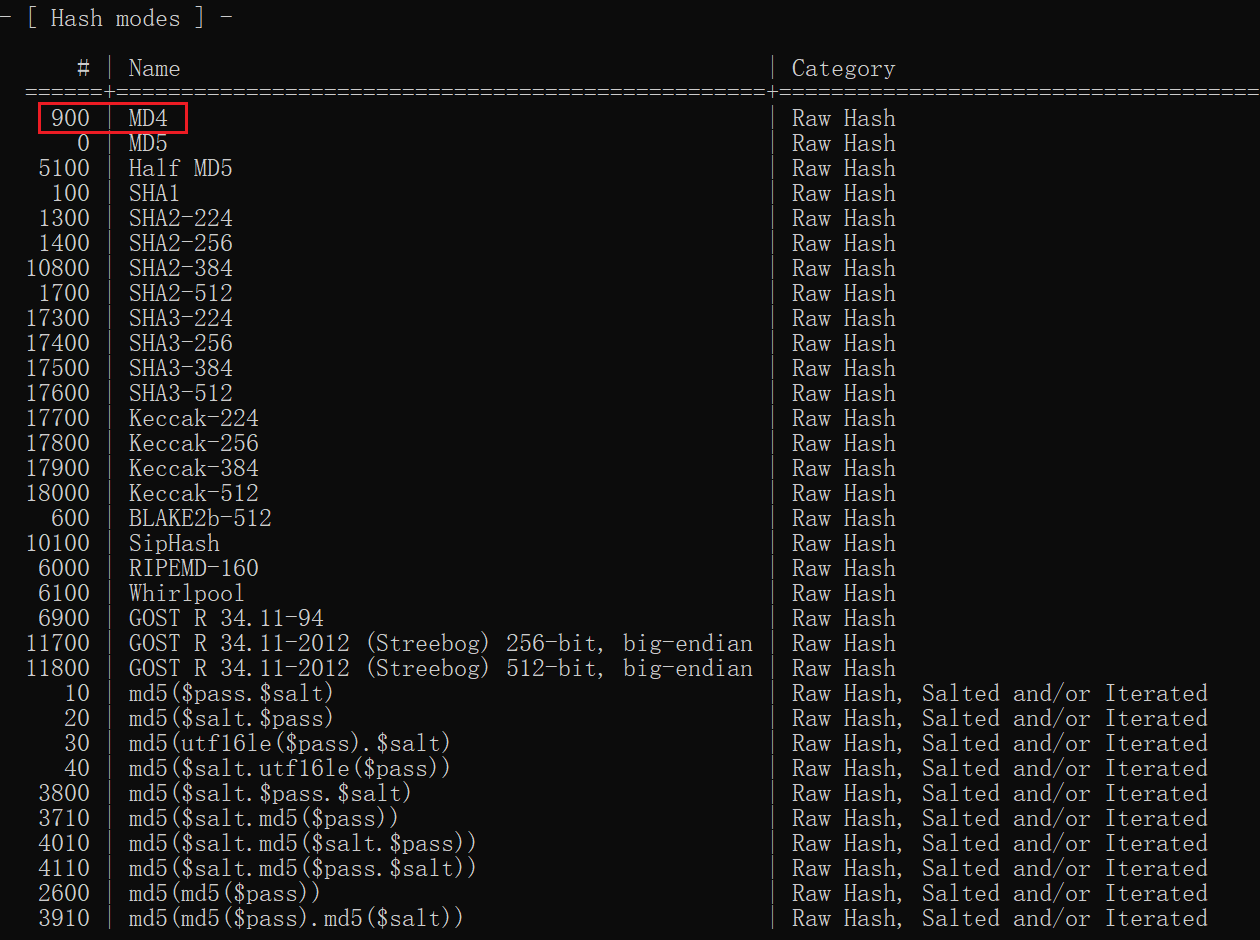 - [ Hash modes ] -
# | Name | Category
======+==================================================+======================================
900 | MD4 | Raw Hash
0 | MD5 | Raw Hash
5100 | Half MD5 | Raw Hash
100 | SHA1 | Raw Hash
1300 | SHA2-224 | Raw Hash
1400 | SHA2-256 | Raw Hash
10800 | SHA2-384 | Raw Hash
1700 | SHA2-512 | Raw Hash
17300 | SHA3-224 | Raw Hash
17400 | SHA3-256 | Raw Hash
17500 | SHA3-384 | Raw Hash
17600 | SHA3-512 | Raw Hash
17700 | Keccak-224 | Raw Hash
17800 | Keccak-256 | Raw Hash
17900 | Keccak-384 | Raw Hash
18000 | Keccak-512 | Raw Hash
600 | BLAKE2b-512 | Raw Hash
10100 | SipHash | Raw Hash
6000 | RIPEMD-160 | Raw Hash
6100 | Whirlpool | Raw Hash
6900 | GOST R 34.11-94 | Raw Hash
11700 | GOST R 34.11-2012 (Streebog) 256-bit, big-endian | Raw Hash
11800 | GOST R 34.11-2012 (Streebog) 512-bit, big-endian | Raw Hash
10 | md5($pass.$salt) | Raw Hash, Salted and/or Iterated
20 | md5($salt.$pass) | Raw Hash, Salted and/or Iterated
30 | md5(utf16le($pass).$salt) | Raw Hash, Salted and/or Iterated
40 | md5($salt.utf16le($pass)) | Raw Hash, Salted and/or Iterated
3800 | md5($salt.$pass.$salt) | Raw Hash, Salted and/or Iterated
3710 | md5($salt.md5($pass)) | Raw Hash, Salted and/or Iterated
4010 | md5($salt.md5($salt.$pass)) | Raw Hash, Salted and/or Iterated
4110 | md5($salt.md5($pass.$salt)) | Raw Hash, Salted and/or Iterated
2600 | md5(md5($pass)) | Raw Hash, Salted and/or Iterated
3910 | md5(md5($pass).md5($salt)) | Raw Hash, Salted and/or Iterated